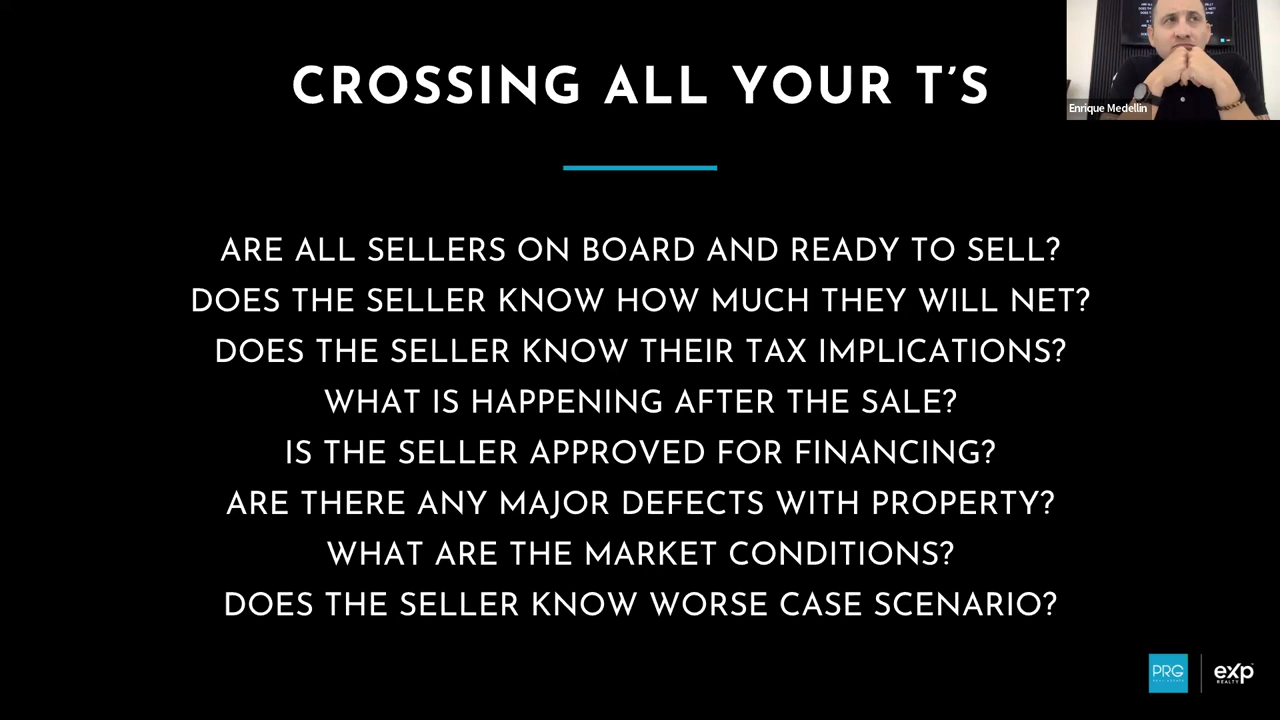 CROSSING ALL YOUR T'S
Enrique Medellin
ARE ALL SELLERS ON BOARD AND READY TO SELL?
DOES THE SELLER KNOW HOW MUCH THEY WILL NET?
DOES THE SELLER KNOW THEIR TAX IMPLICATIONS?
WHAT IS HAPPENING AFTER THE SALE?
IS THE SELLER APPROVED FOR FINANCING?
ARE THERE ANY MAJOR DEFECTS WITH PROPERTY?
WHAT ARE THE MARKET CONDITIONS?
DOES THE SELLER KNOW WORSE CASE SCENARIO?
PRG
REAL ESTATE
exp
REALTY